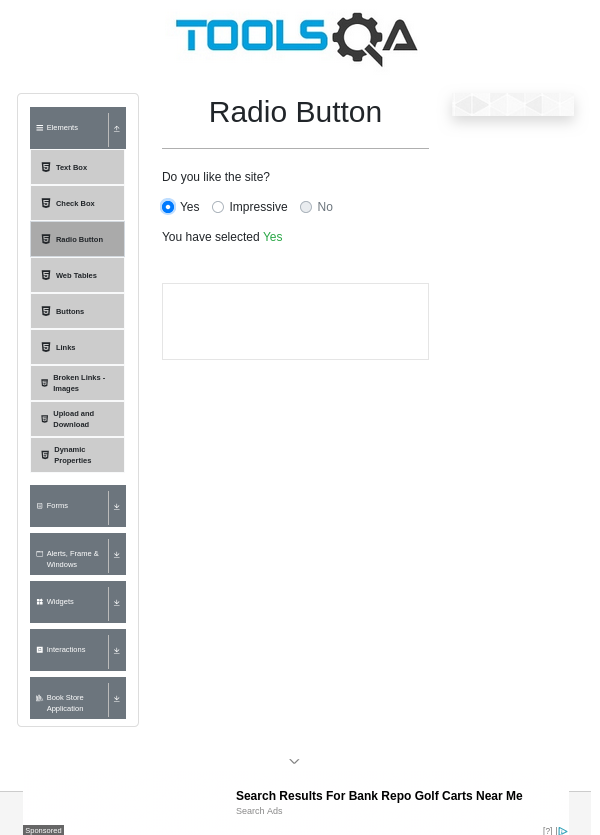 TOOLSQA
Elements
Text Box
Check Box
Radio Button
Web Tables
Buttons
Links
Broken Links -
Images
Upload and
Download
Dynamic
Properties
Forms
Alerts, Frame &
Windows
Widgets
Interactions
Book Store
Application
Radio Button
Do you like the site?
Yes Impressive No
You have selected Yes
Search Results For Bank Repo Golf Carts Near Me
Search Ads
Sponsored
[?]